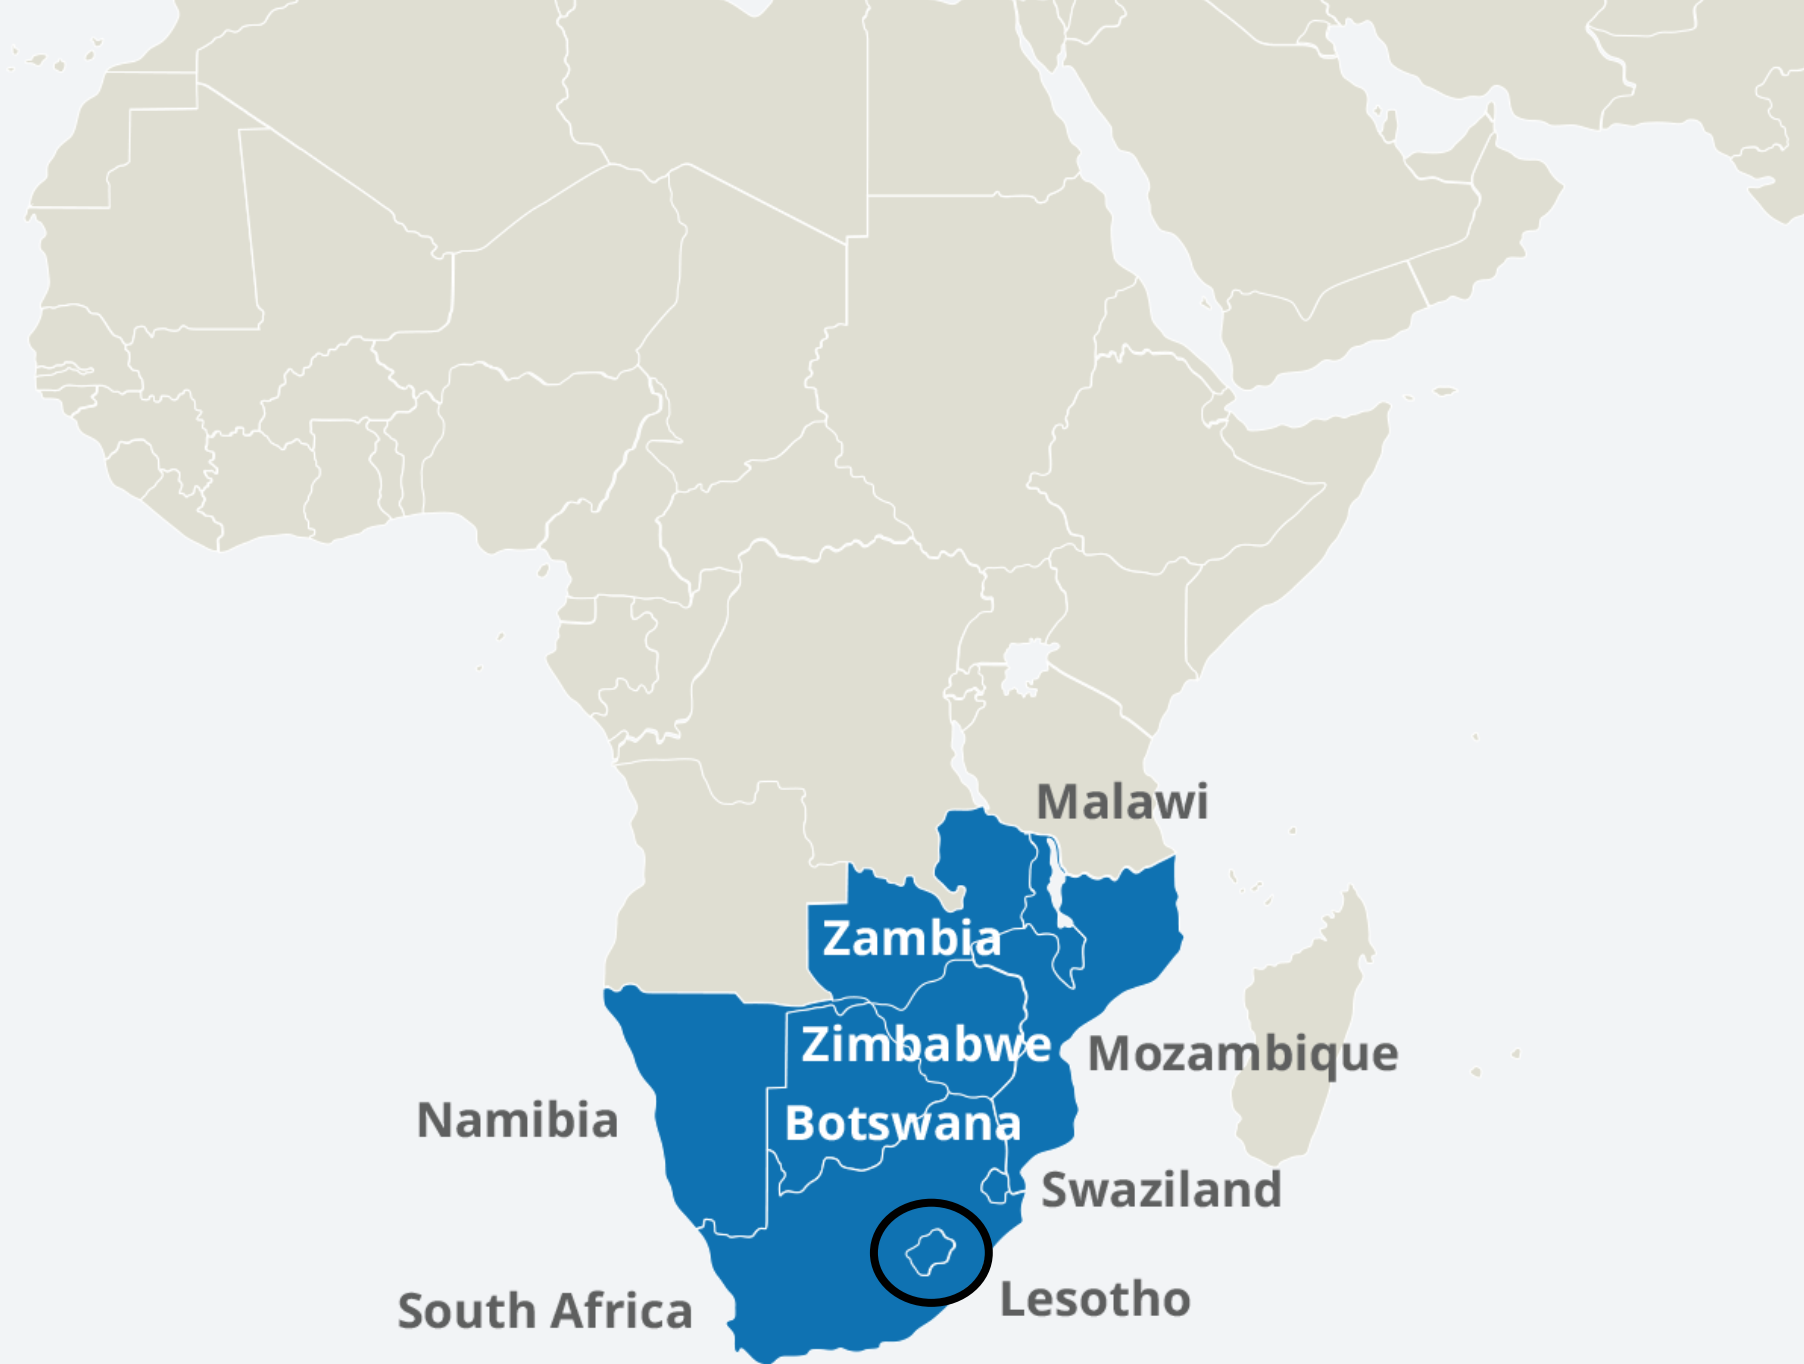 Malawi
Zambia
Zimbabwe
Mozambique
Namibia
Botswana
Swaziland
South Africa
Lesotho